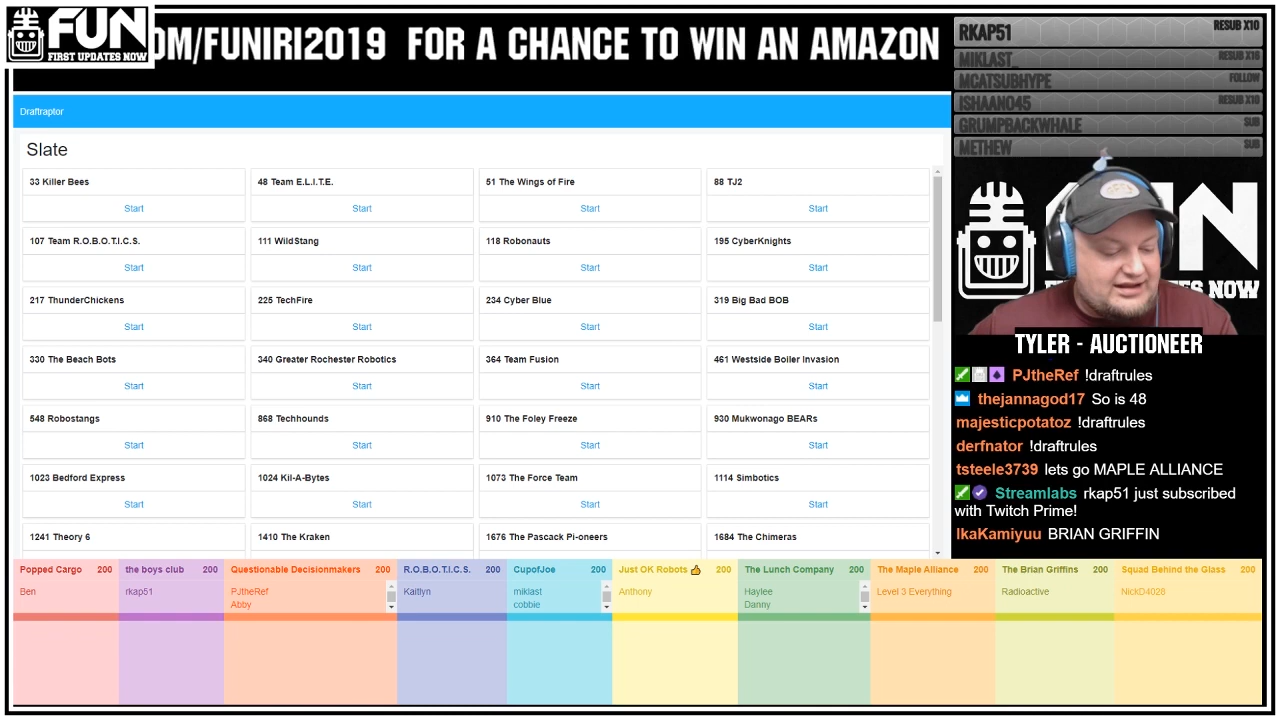 FUN
FIRST UPDATES NOW
OM/FUNIRI2019 FOR A CHANCE TO WIN AN AMAZON
RKAP51 RESUB X10
MIKLAST_ RESUB X16
MCATSUBHYPE FOLLOW
ISHAAN045 RESUB X10
GRUMPBACKWHALE SUB
METHEW SUB
Draftraptor
Slate
33 Killer Bees
48 Team E.L.I.T.E.
51 The Wings of Fire
88 TJ2
Start
Start
Start
Start
107 Team R.O.B.O.T.I.C.S.
111 WildStang
118 Robonauts
195 CyberKnights
Start
Start
Start
Start
217 ThunderChickens
225 TechFire
234 Cyber Blue
319 Big Bad BOB
Start
Start
Start
Start
330 The Beach Bots
340 Greater Rochester Robotics
364 Team Fusion
461 Westside Boiler Invasion
Start
Start
Start
Start
548 Robostangs
868 Techhounds
910 The Foley Freeze
930 Mukwonago BEARs
Start
Start
Start
Start
1023 Bedford Express
1024 Kil-A-Bytes
1073 The Force Team
1114 Simbotics
Start
Start
Start
Start
1241 Theory 6
1410 The Kraken
1676 The Pascack Pi-oneers
1684 The Chimeras
N
S NOW
TYLER - AUCTIONEER
PJtheRef !draftrules
thejannagod17 So is 48
majesticpotatoz !draftrules
derfnator !draftrules
tsteele3739 lets go MAPLE ALLIANCE
Streamlabs rkap51 just subscribed
with Twitch Prime!
IkaKamiyuu BRIAN GRIFFIN
Popped Cargo 200
Ben
the boys club 200
rkap51
Questionable Decisionmakers 200
PJtheRef
Abby
R.O.B.O.T.I.C.S. 200
Kaitlyn
CupofJoe 200
miklast
cobbie
Just OK Robots 👍 200
Anthony
The Lunch Company 200
Haylee
Danny
The Maple Alliance 200
Level 3 Everything
The Brian Griffins 200
Radioactive
Squad Behind the Glass 200
NickD4028